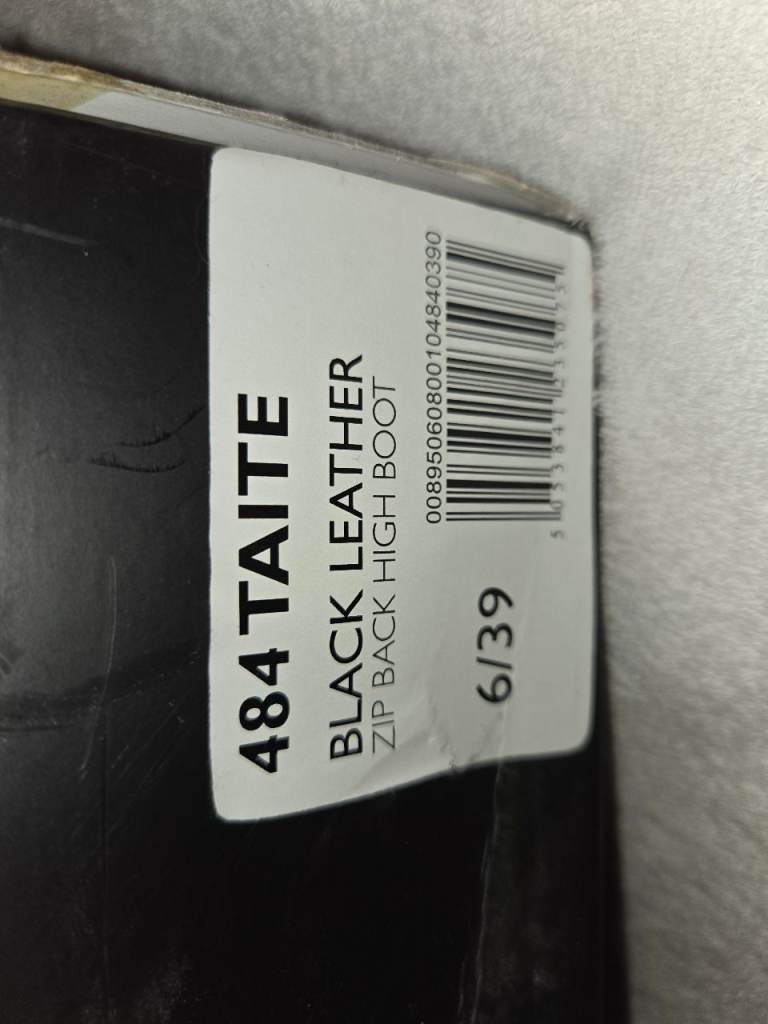 484 TAITE
BLACK LEATHER
ZIP BACK HIGH BOOT
00895060800104840390
6/39